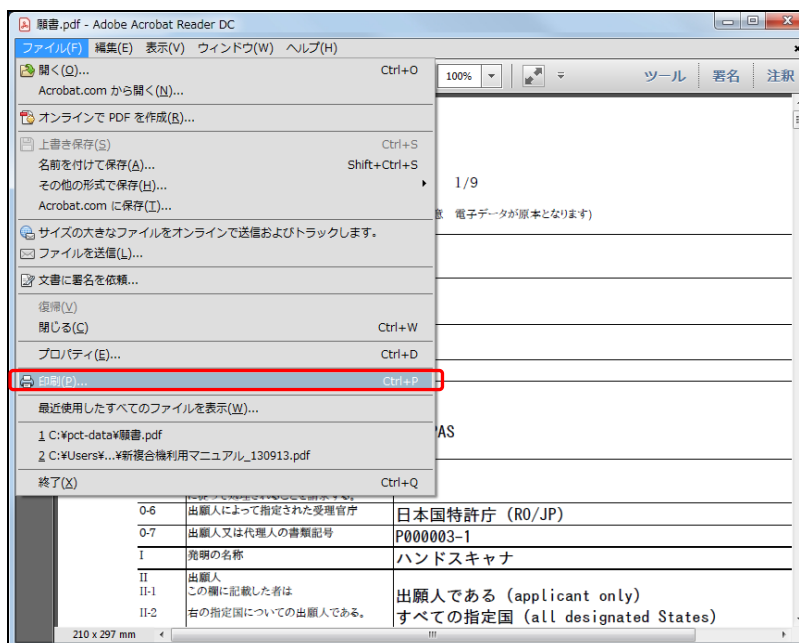 願書.pdf - Adobe Acrobat Reader DC
ファイル(F) 編集(E) 表示(V) ウィンドウ(W) ヘルプ(H)
開く(O)... Ctrl+O
Acrobat.com から開く(N)...
100% ツール 署名 注釈
オンラインで PDF を作成(R)...
上書き保存(S) Ctrl+S
名前を付けて保存(A)... Shift+Ctrl+S
その他の形式で保存(H)...
1/9
Acrobat.com に保存(T)...
電子データが原本となります)
サイズの大きなファイルをオンラインで送信およびトラックします。
ファイルを送信(L)...
文書に署名を依頼...
復帰(V)
閉じる(C) Ctrl+W
プロパティ(E)... Ctrl+D
印刷(P)... Ctrl+P
最近使用したすべてのファイルを表示(W)...
1 C:¥pct-data¥願書.pdf
PAS
2 C:¥Users¥...¥新複合機利用マニュアル_130913.pdf
終了(X) Ctrl+Q
0-6 出願人によって指定された受理官庁 日本国特許庁 (RO/JP)
0-7 出願人又は代理人の書類記号 P000003-1
I 発明の名称 ハンドスキャナ
II 出願人
II-1 この欄に記載した者は 出願人である (applicant only)
II-2 右の指定国についての出願人である。 すべての指定国 (all designated States)
210 x 297 mm